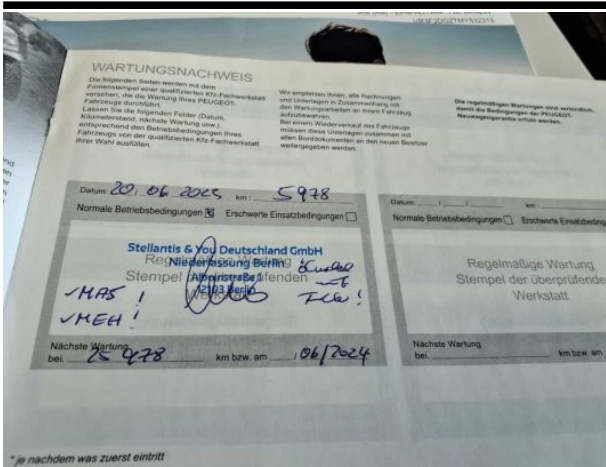 WARTUNGSNACHWEIS
Die folgenden Seiten werden mit dem
Firmenstempel einer qualifizierten Kfz-Fachwerkstatt
versehen, die die Wartung Ihres PEUGEOT-
Fahrzeugs durchführt.
Lassen Sie die folgenden Felder (Datum,
Kilometerstand, nächste Wartung usw.)
entsprechend den Betriebsbedingungen Ihres
Fahrzeugs von der qualifizierten Kfz-Fachwerkstatt
Ihrer Wahl ausfüllen.
Wir empfehlen Ihnen, alle Rechnungen
und Unterlagen in Zusammenhang mit
den Wartungsarbeiten an Ihrem Fahrzeug
aufzubewahren.
Bei einem Wiederverkauf des Fahrzeugs
müssen diese Unterlagen zusammen mit
allen Borddokumenten an den neuen Besitzer
weitergegeben werden.
Die regelmäßigen Wartungen sind verbindlich,
damit die Bedingungen der PEUGEOT-
Neuwagengarantie erfüllt werden.
Datum: 20. 06 2023 km: 5978
Normale Betriebsbedingungen Erschwerte Einsatzbedingungen
Stellantis & You Deutschland GmbH
Niederlassung Berlin
Regelmäßige Wartung
Stempel der überprüfenden
Werkstatt
12103 Berlin
✓MAS !
✓MEH !
Nächste Wartung
bei. 25 978 km bzw. am 06/2024
Datum: / / km:
Normale Betriebsbedingungen Erschwerte
Regelmäßige Wartung
Stempel der überprüfende
Werkstatt
Nächste Wartung
bei. km bzw. am
* je nachdem was zuerst eintritt